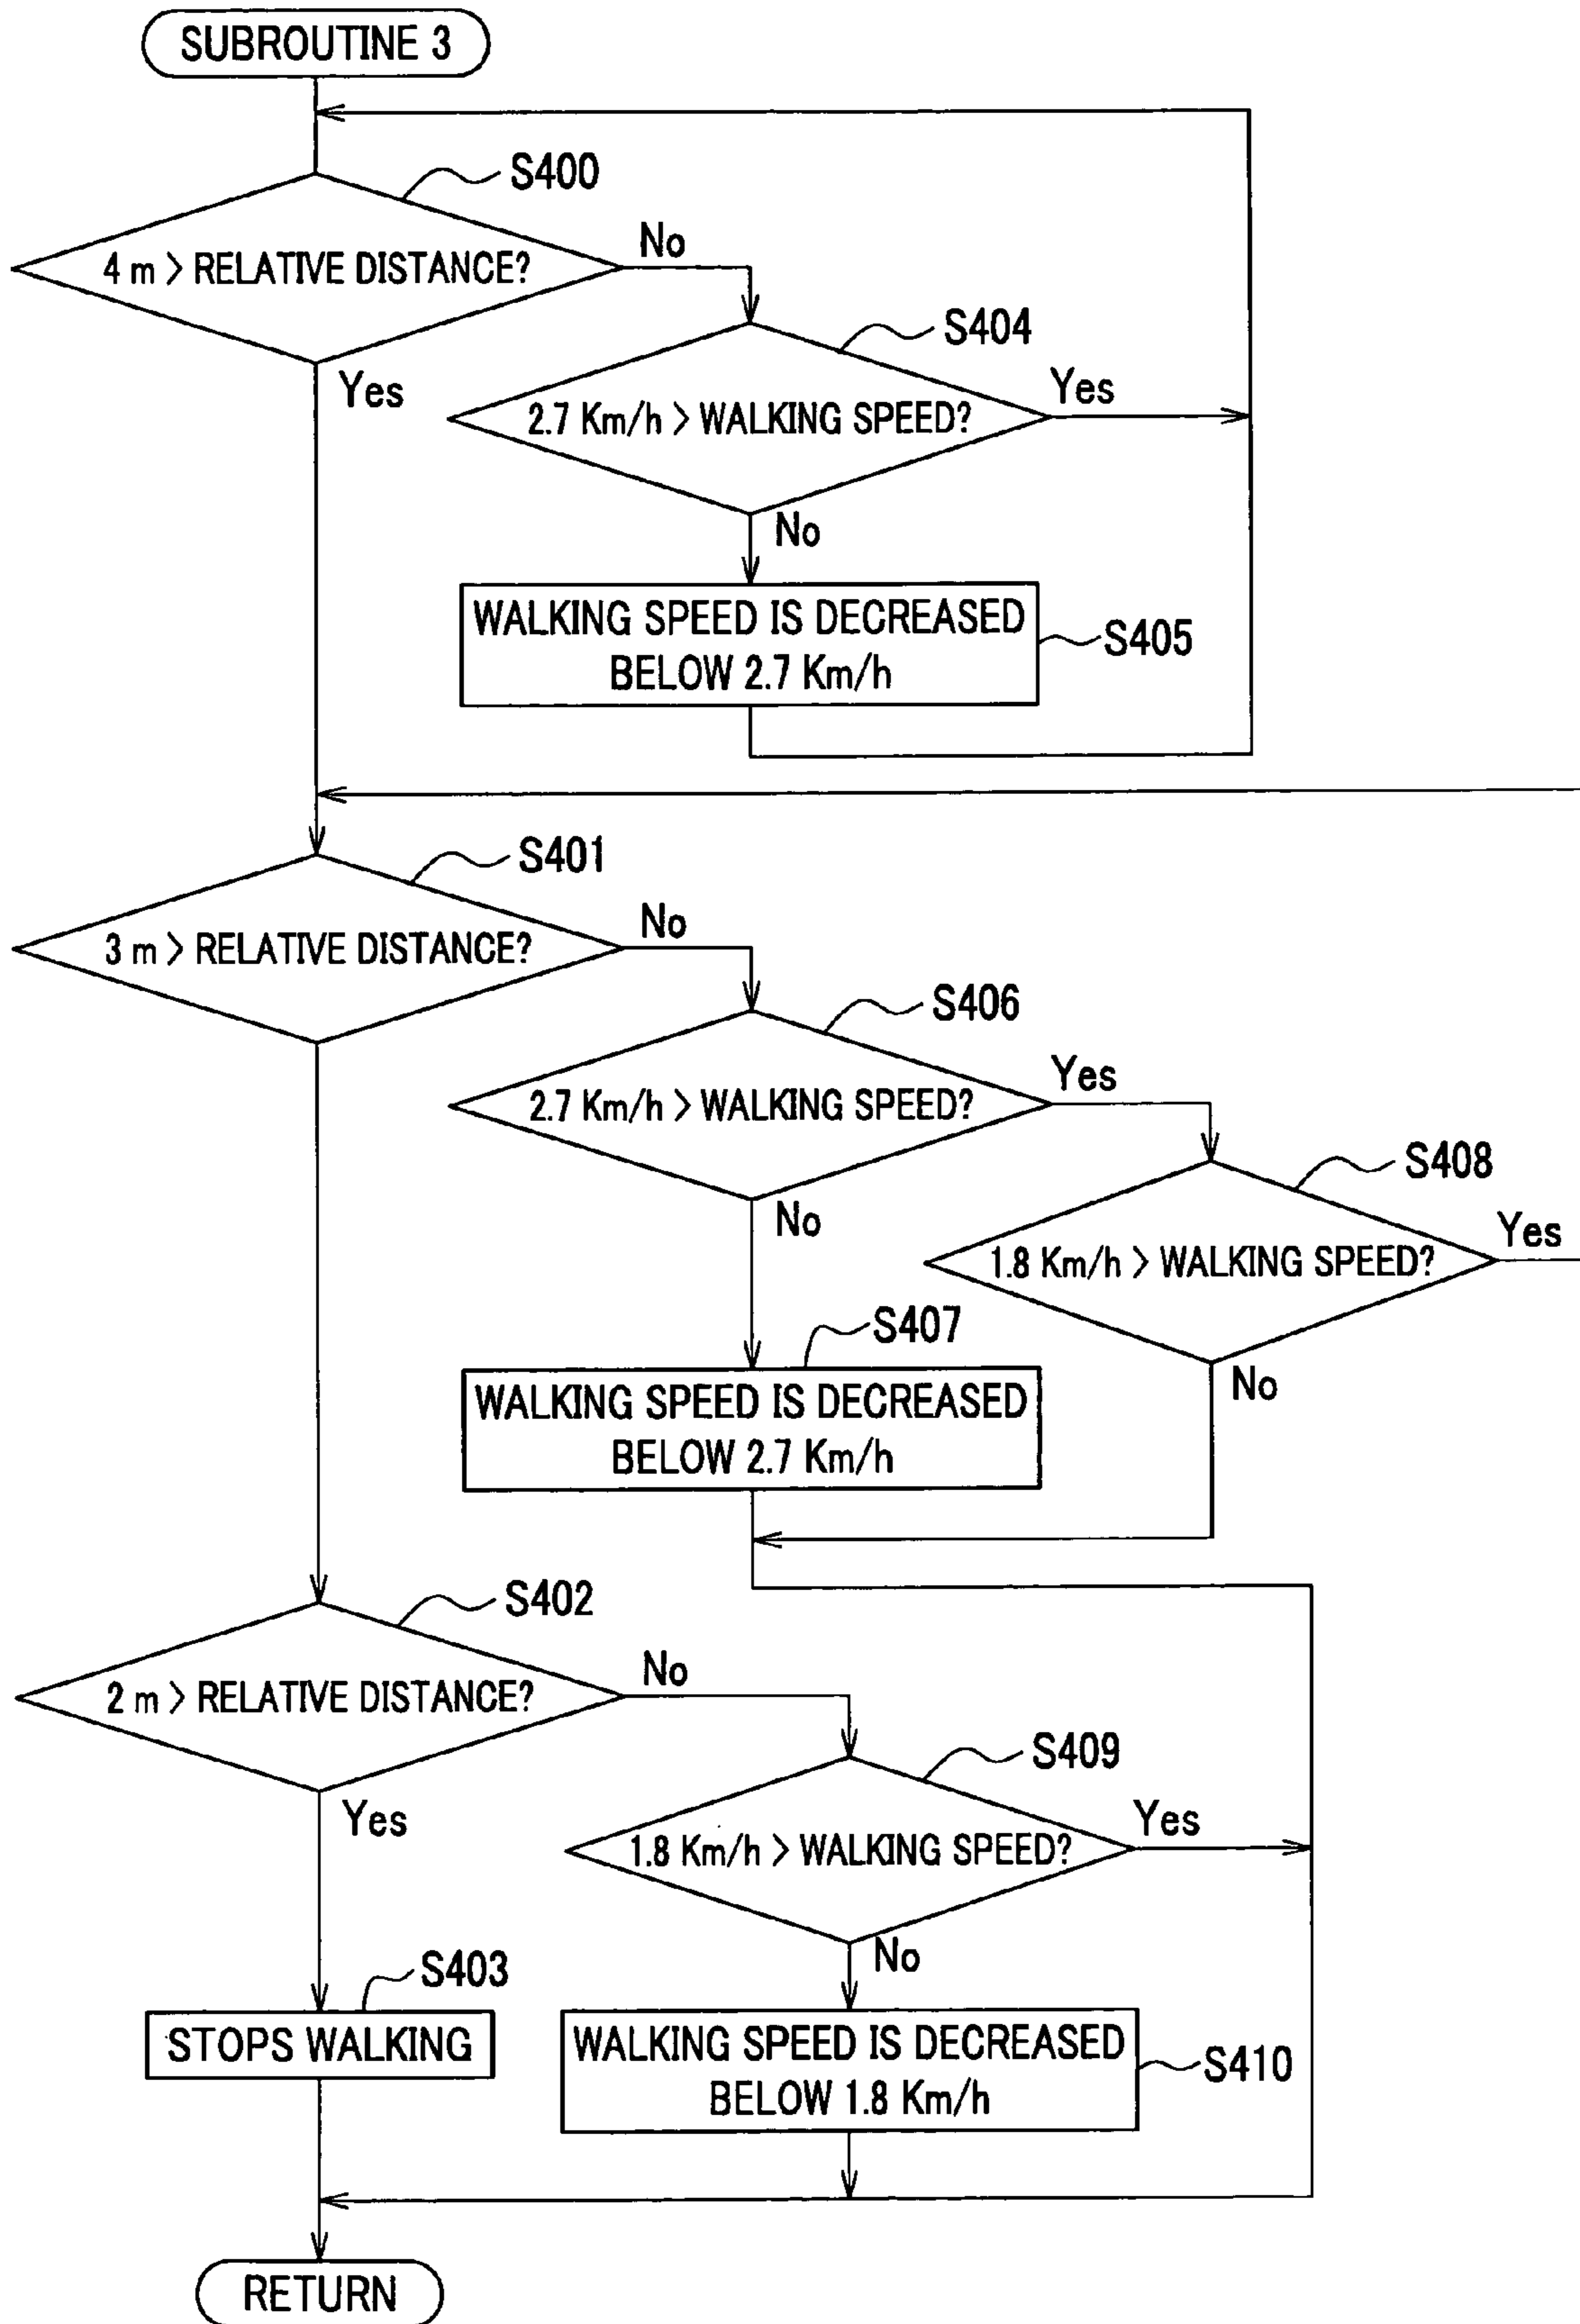 SUBROUTINE 3
S400
4 m > RELATIVE DISTANCE?
No
Yes
S404
2.7 Km/h > WALKING SPEED?
Yes
No
WALKING SPEED IS DECREASED
BELOW 2.7 Km/h
S405
S401
3 m > RELATIVE DISTANCE?
No
S406
2.7 Km/h > WALKING SPEED?
Yes
No
S408
1.8 Km/h > WALKING SPEED?
Yes
No
S407
WALKING SPEED IS DECREASED
BELOW 2.7 Km/h
S402
2 m > RELATIVE DISTANCE?
No
Yes
S409
1.8 Km/h > WALKING SPEED?
Yes
No
S403
STOPS WALKING
WALKING SPEED IS DECREASED
BELOW 1.8 Km/h
S410
RETURN